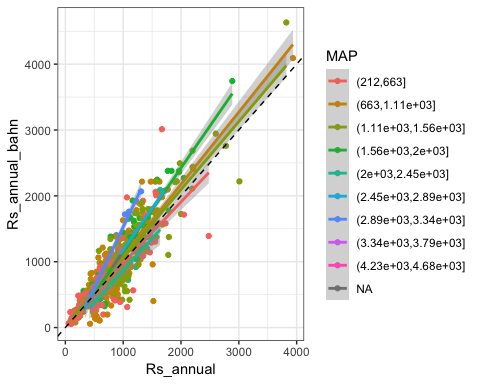 Rs_annual_bahn
4000
3000
2000
1000
0
0 1000 2000 3000 4000
Rs_annual
MAP
(212,663]
(663,1.11e+03]
(1.11e+03,1.56e+03]
(1.56e+03,2e+03]
(2e+03,2.45e+03]
(2.45e+03,2.89e+03]
(2.89e+03,3.34e+03]
(3.34e+03,3.79e+03]
(4.23e+03,4.68e+03]
NA